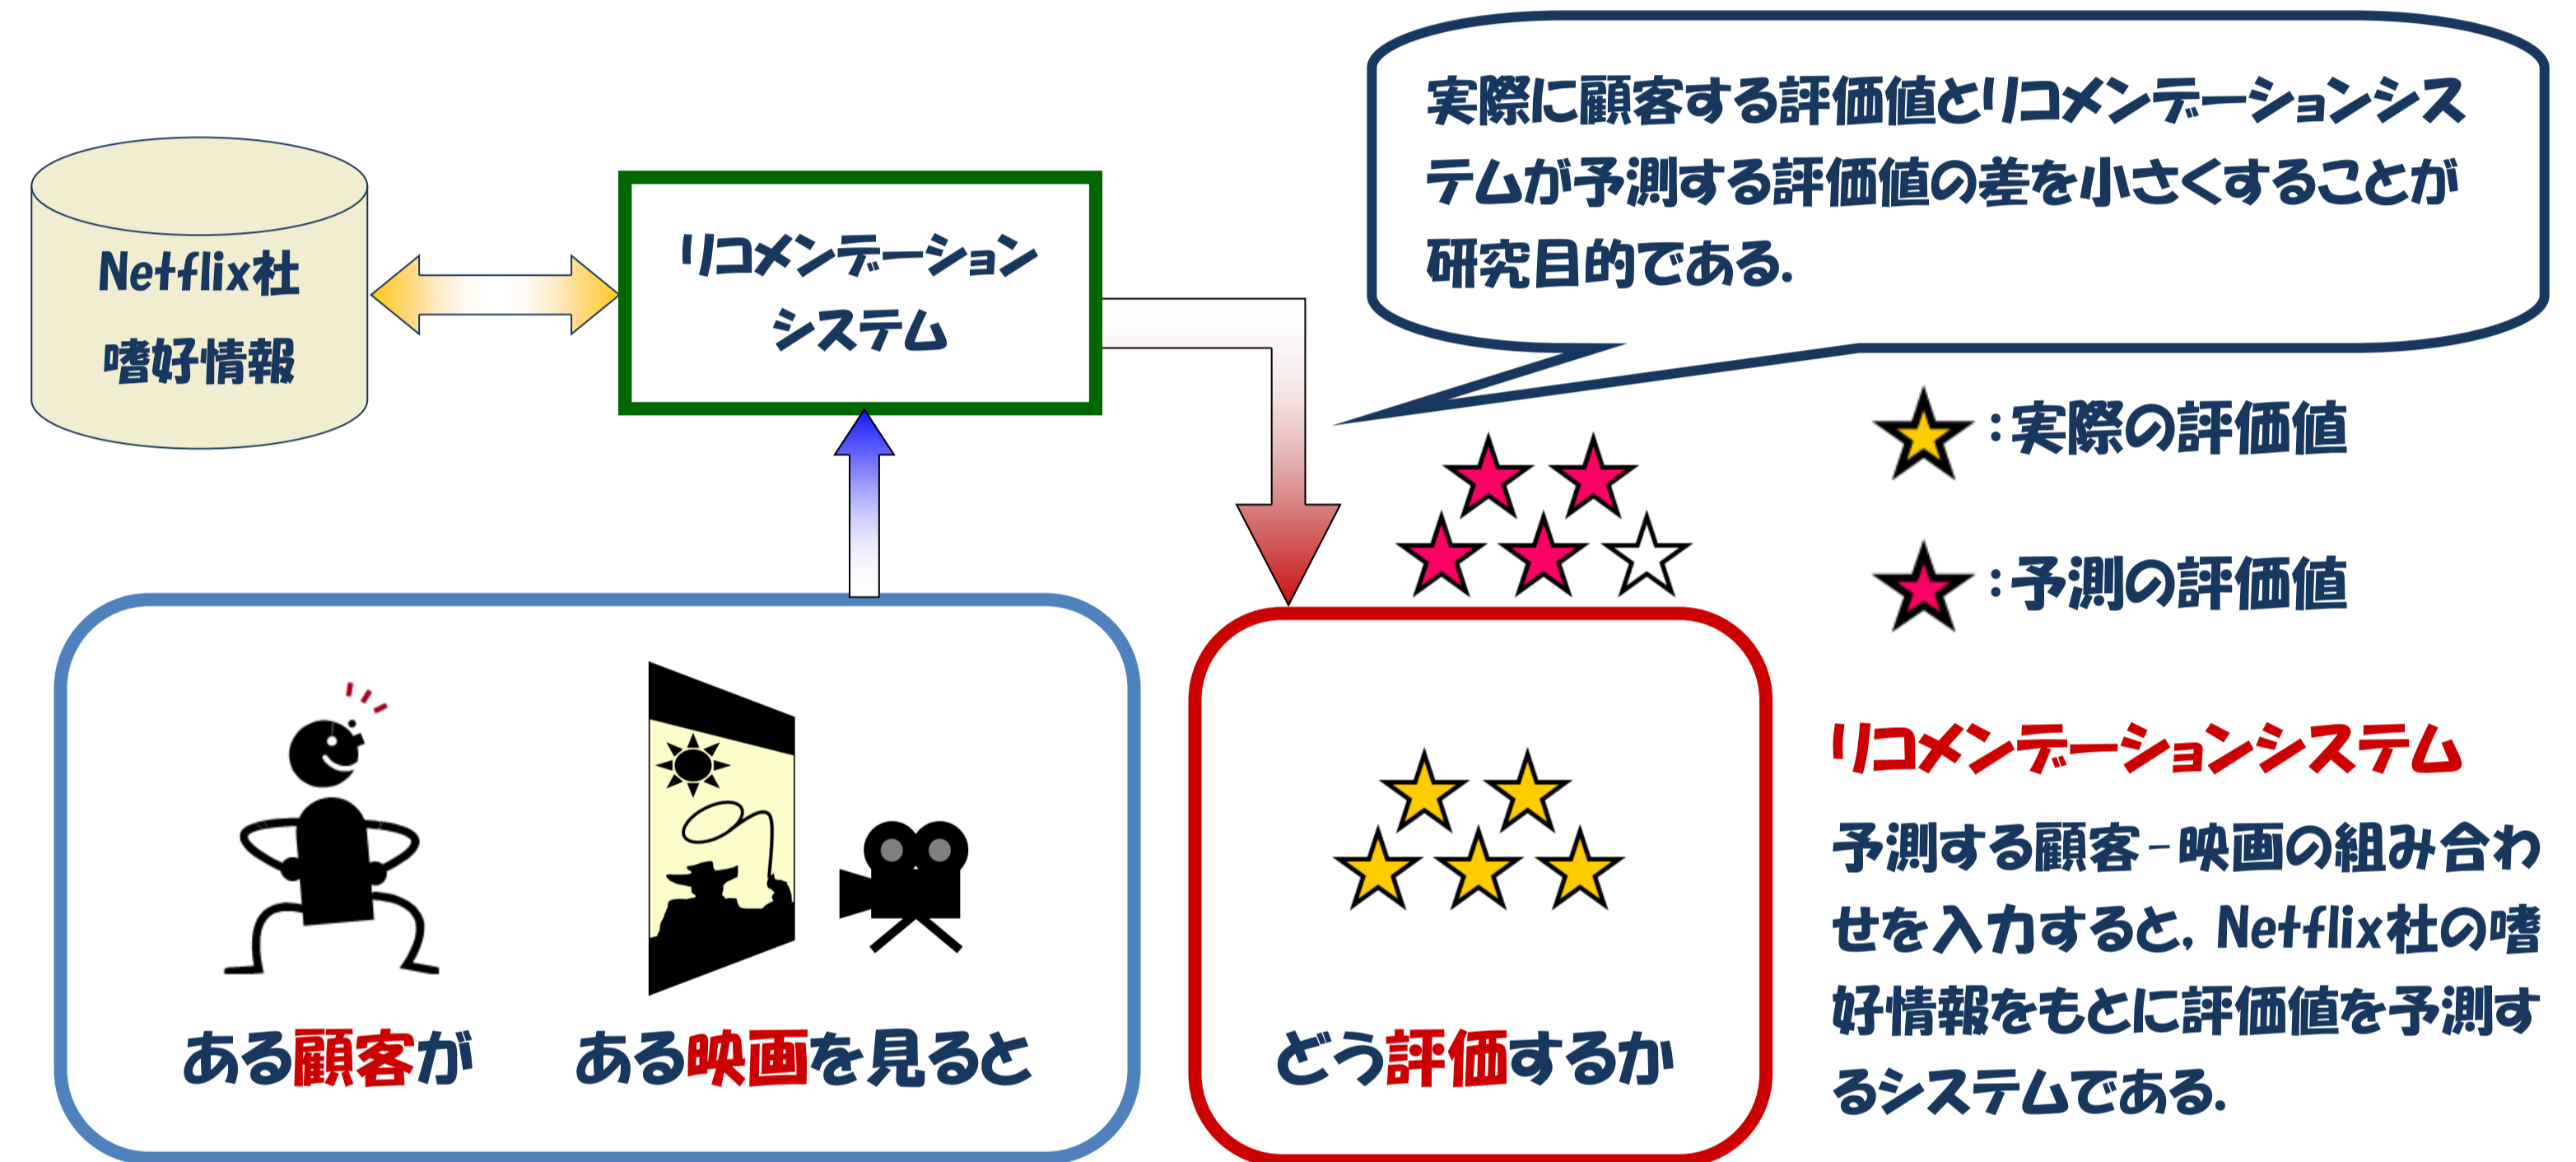 実際に顧客する評価値とリコメンデーションシス
テムが予測する評価値の差を小さくすることが
研究目的である.
Netflix社
嗜好情報
リコメンデーション
システム
:実際の評価値
:予測の評価値
リコメンデーションシステム
予測する顧客-映画の組み合わ
せを入力すると, Netflix社の嗜
好情報をもとに評価値を予測す
るシステムである.
ある顧客が
ある映画を見ると
どう評価するか